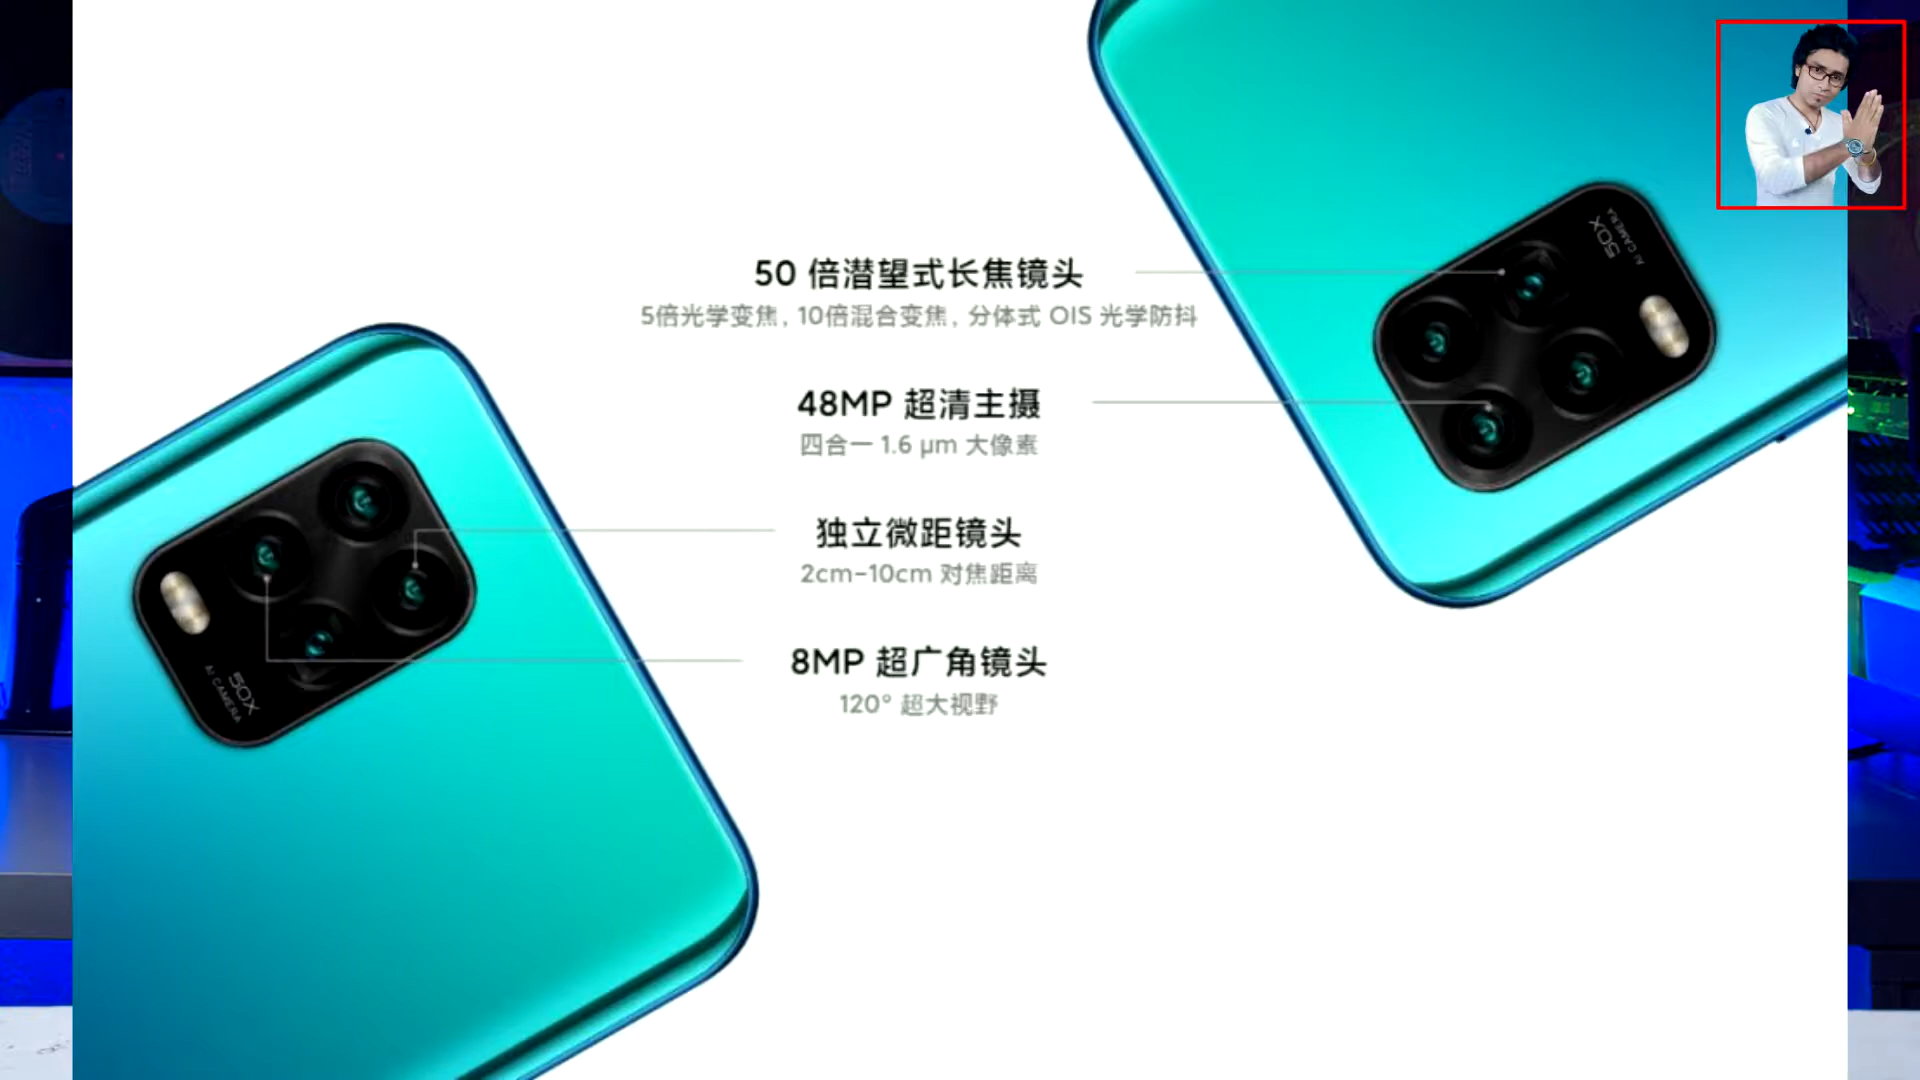 50 倍潜望式长焦镜头
5倍光学变焦, 10倍混合变焦, 分体式 OIS 光学防抖
48MP 超清主摄
四合一 1.6 μm 大像素
独立微距镜头
2cm-10cm 对焦距离
8MP 超广角镜头
120° 超大视野
50X
AI CAMERA
50X
AI CAMERA